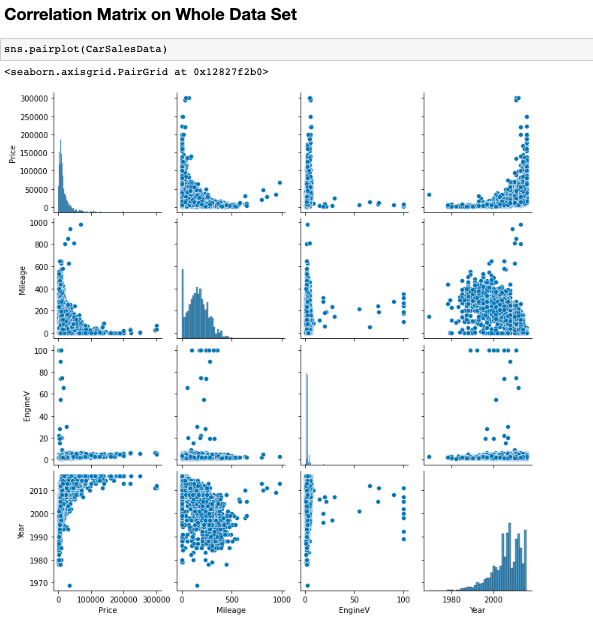 Correlation Matrix on Whole Data Set
sns.pairplot(CarSalesData)
<seaborn.axisgrid.PairGrid at 0x12827f2b0>
300000
250000
200000
150000
100000
50000
0
Price
1000
800
600
400
200
0
Mileage
100
80
60
40
20
0
EngineV
2010
2000
1990
1980
1970
Year
0 100000 200000 300000 0 500 1000 0 50 100 1980 2000
Price Mileage EngineV Year